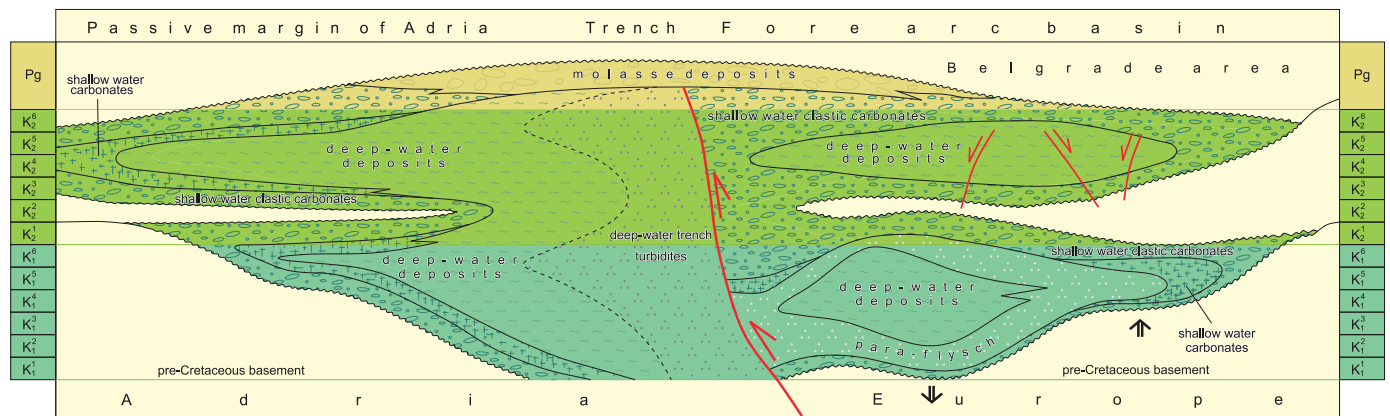 Passive margin of Adria Trench Forearc basin
Belgrade area
Pg
K₂⁶
K₂⁵
K₂⁴
K₂³
K₂²
K₂¹
K₁⁶
K₁⁵
K₁⁴
K₁³
K₁²
K₁¹
shallow water
carbonates
molasse deposits
shallow water clastic carbonates
deep-water
deposits
deep-water
deposits
shallow-water clastic carbonates
deep-water trench
turbidites
deep-water
deposits
shallow-water clastic carbonates
deep-water
deposits
para-flysch
shallow water
carbonates
pre-Cretaceous basement
pre-Cretaceous basement
Adria Europe
Pg
K₂⁶
K₂⁵
K₂⁴
K₂³
K₂²
K₂¹
K₁⁶
K₁⁵
K₁⁴
K₁³
K₁²
K₁¹